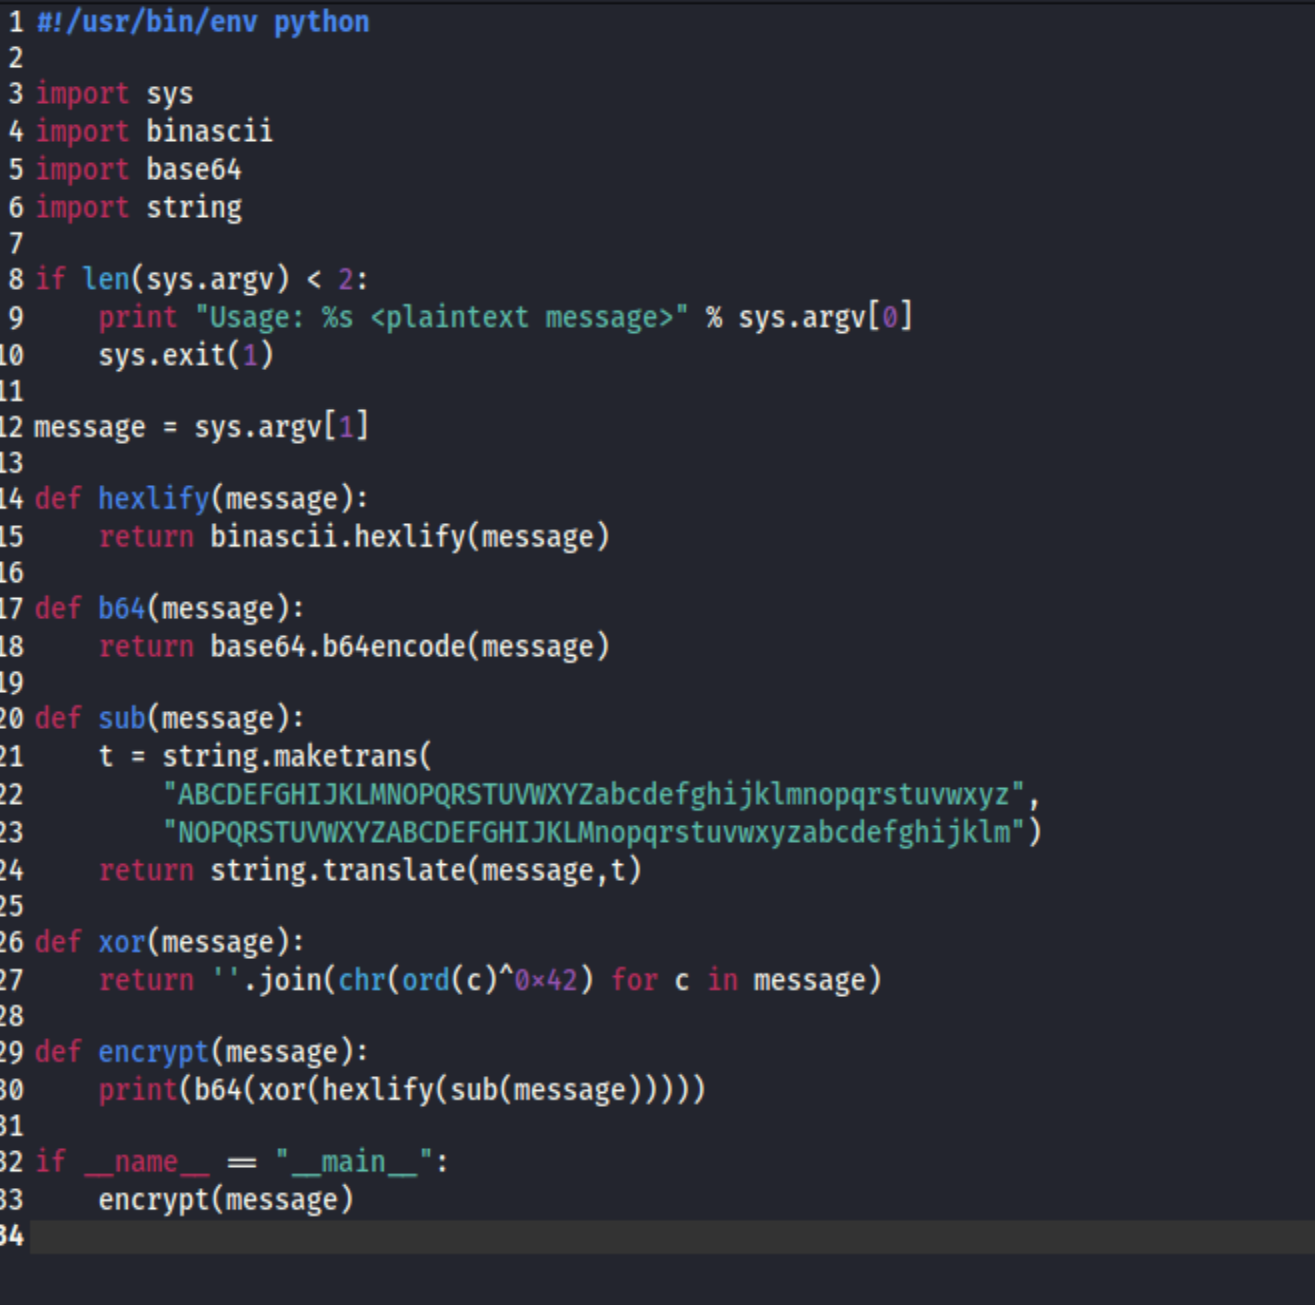 1 #!/usr/bin/env python
2
3 import sys
4 import binascii
5 import base64
6 import string
7
8 if len(sys.argv) < 2:
9     print "Usage: %s <plaintext message>" % sys.argv[0]
10     sys.exit(1)
11
12 message = sys.argv[1]
13
14 def hexlify(message):
15     return binascii.hexlify(message)
16
17 def b64(message):
18     return base64.b64encode(message)
19
20 def sub(message):
21     t = string.maketrans(
22         "ABCDEFGHIJKLMNOPQRSTUVWXYZabcdefghijklmnopqrstuvwxyz",
23         "NOPQRSTUVWXYZABCDEFGHIJKLMnopqrstuvwxyzabcdefghijklm")
24     return string.translate(message,t)
25
26 def xor(message):
27     return ''.join(chr(ord(c)^0x42) for c in message)
28
29 def encrypt(message):
30     print(b64(xor(hexlify(sub(message)))))
31
32 if __name__ == "__main__":
33     encrypt(message)
34